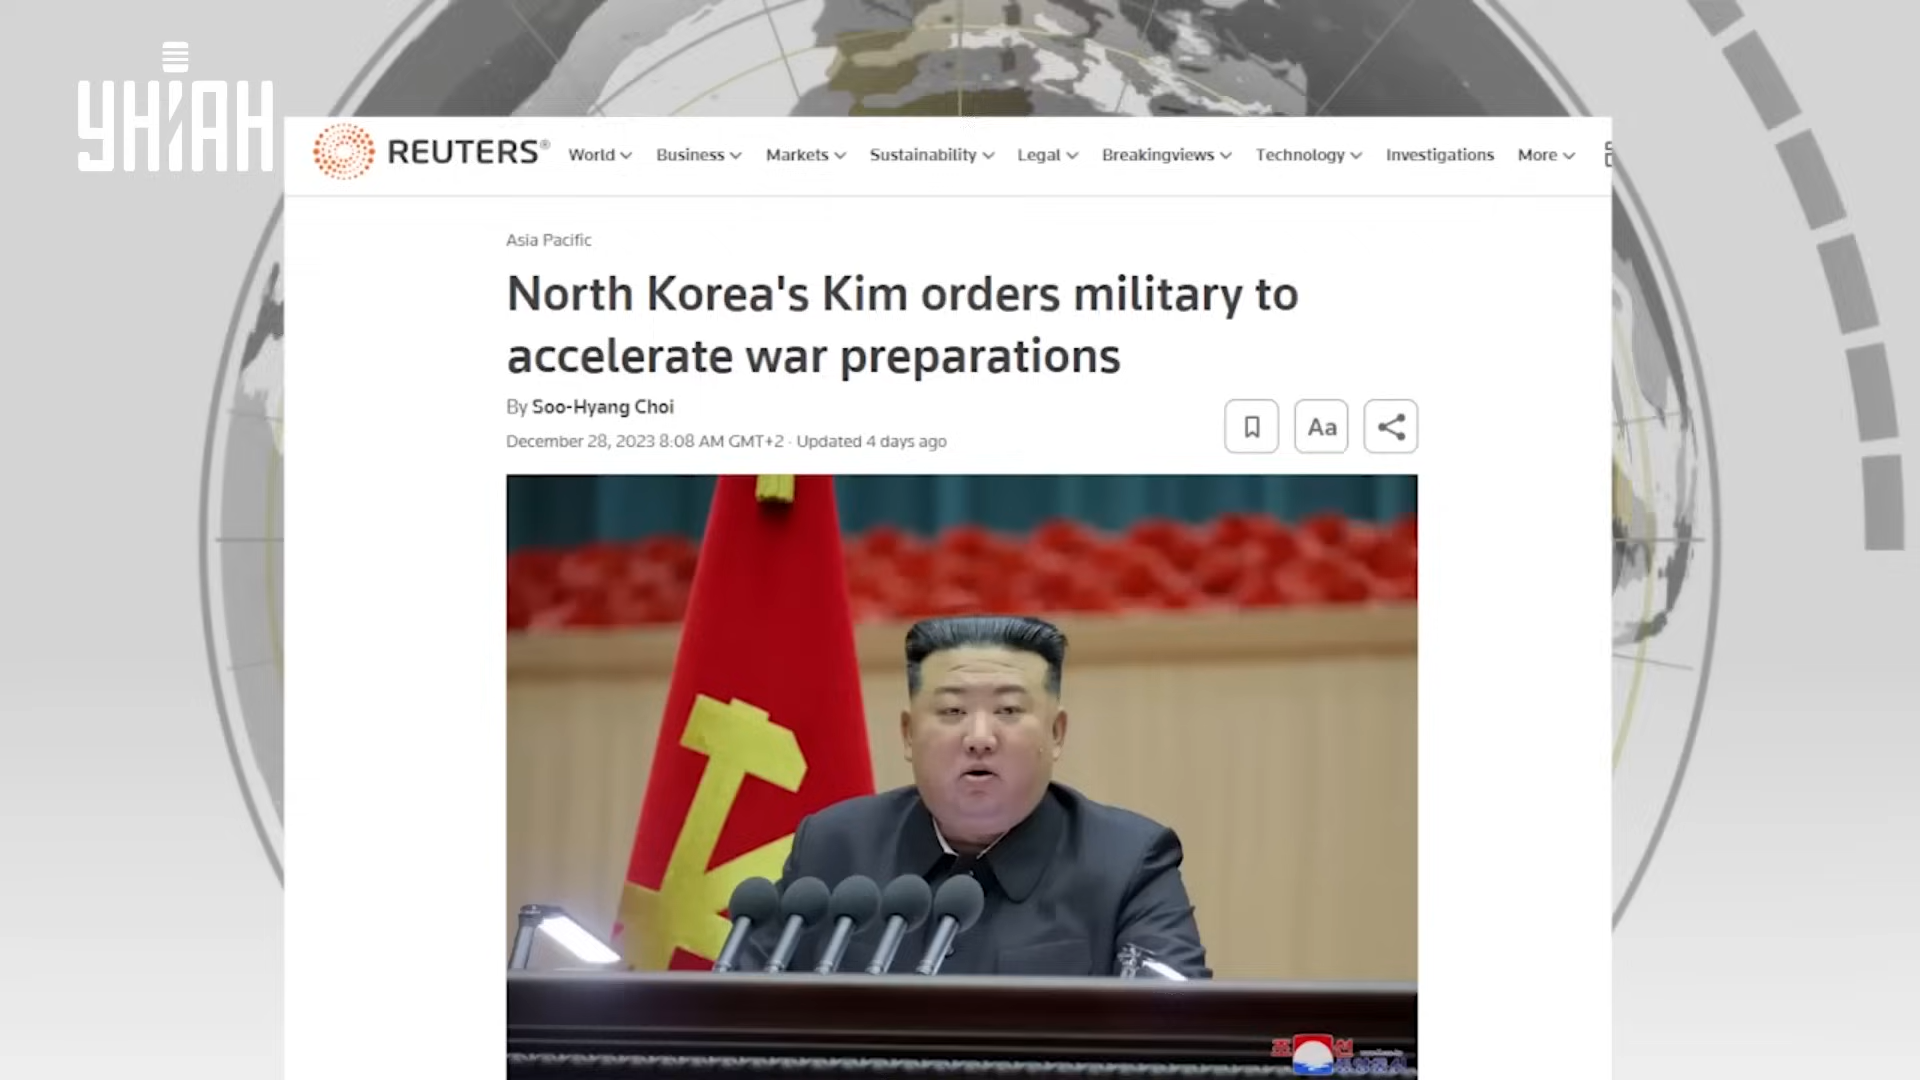 УНІАН
REUTERS®
World
Business
Markets
Sustainability
Legal
Breakingviews
Technology
Investigations
More
Asia Pacific
North Korea's Kim orders military to
accelerate war preparations
By Soo-Hyang Choi
December 28, 2023 8:08 AM GMT+2 · Updated 4 days ago
Aa